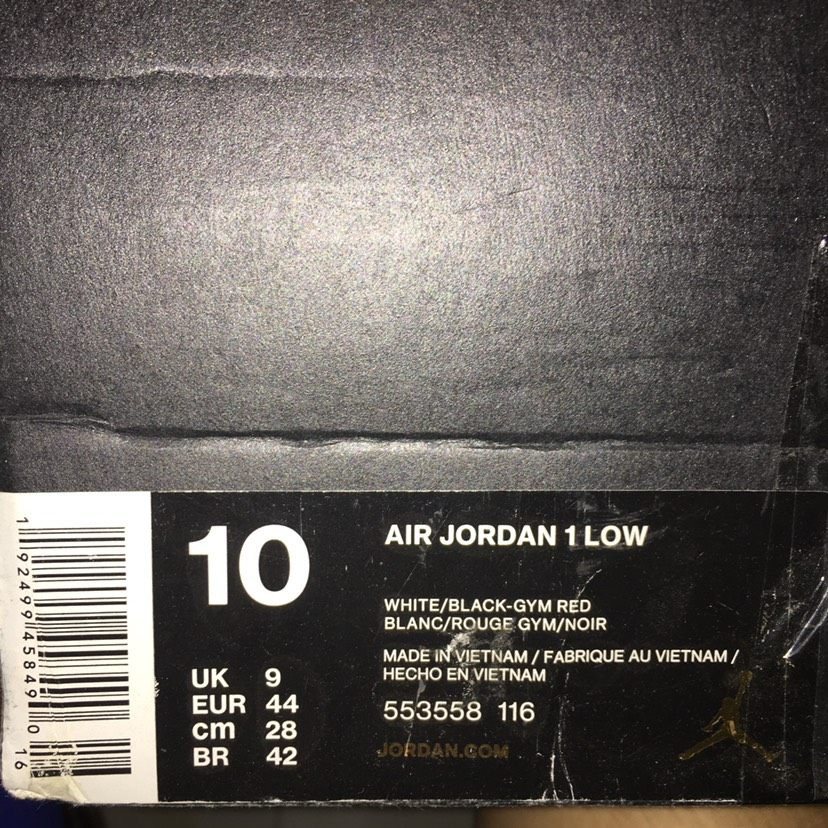 1 92499 45849 0 16
10
UK 9
EUR 44
cm 28
BR 42
AIR JORDAN 1 LOW
WHITE/BLACK-GYM RED
BLANC/ROUGE GYM/NOIR
MADE IN VIETNAM / FABRIQUE AU VIETNAM /
HECHO EN VIETNAM
553558 116
JORDAN.COM